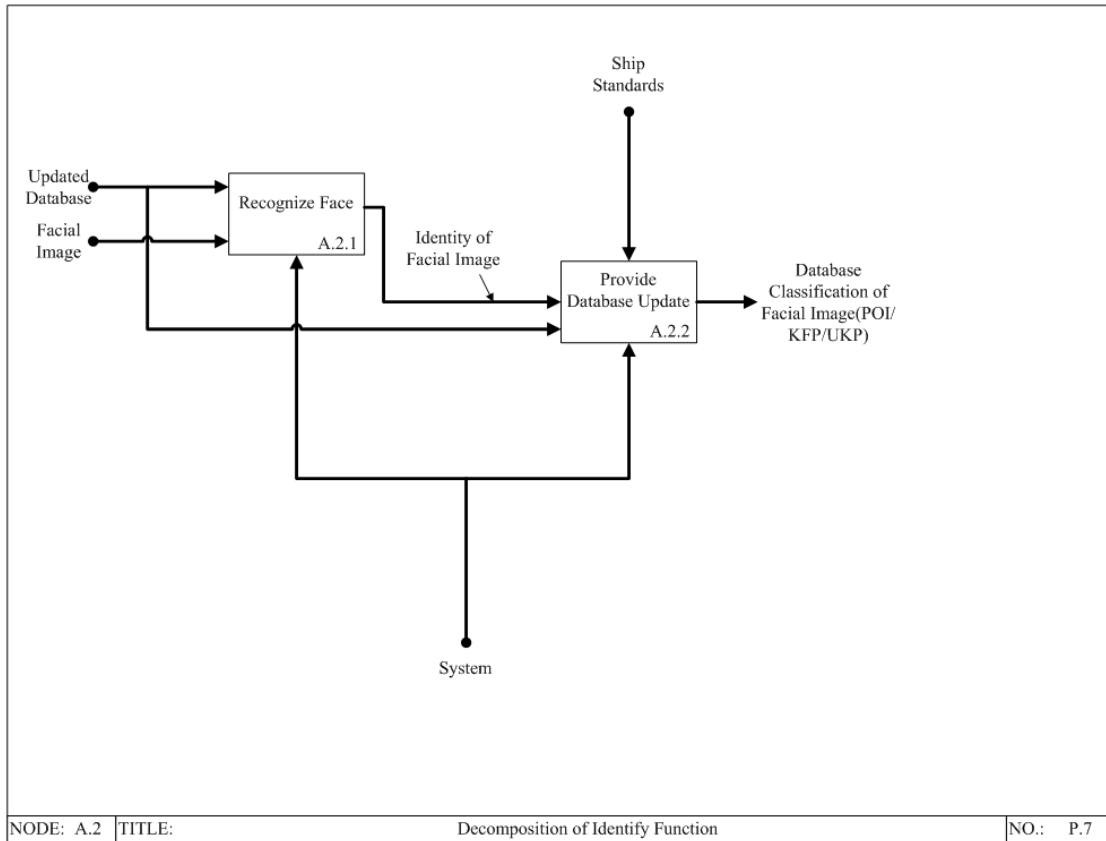 Ship
Standards
Updated
Database
Recognize Face
A.2.1
Facial
Image
Identity of
Facial Image
Provide
Database Update
A.2.2
Database
Classification of
Facial Image(POI/
KFP/UKP)
System
NODE: A.2 TITLE: Decomposition of Identify Function NO.: P.7